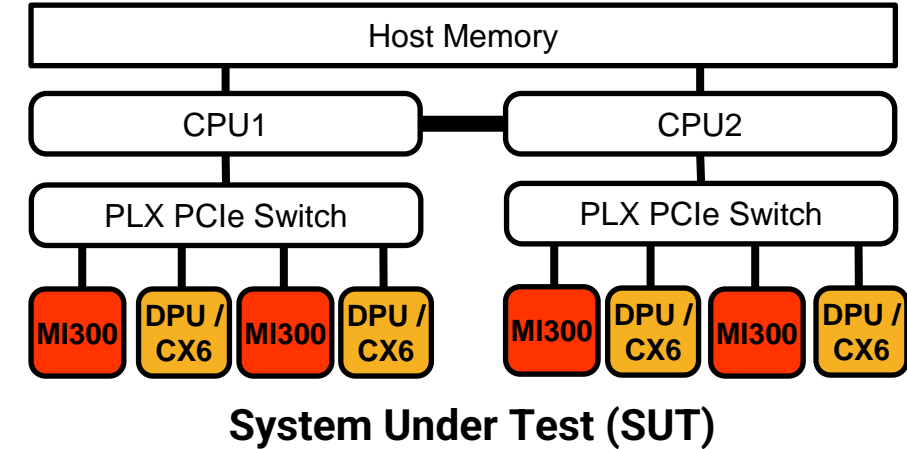 Host Memory
CPU1
CPU2
PLX PCIe Switch
PLX PCIe Switch
MI300
DPU /
CX6
MI300
DPU /
CX6
MI300
DPU /
CX6
MI300
DPU /
CX6
System Under Test (SUT)